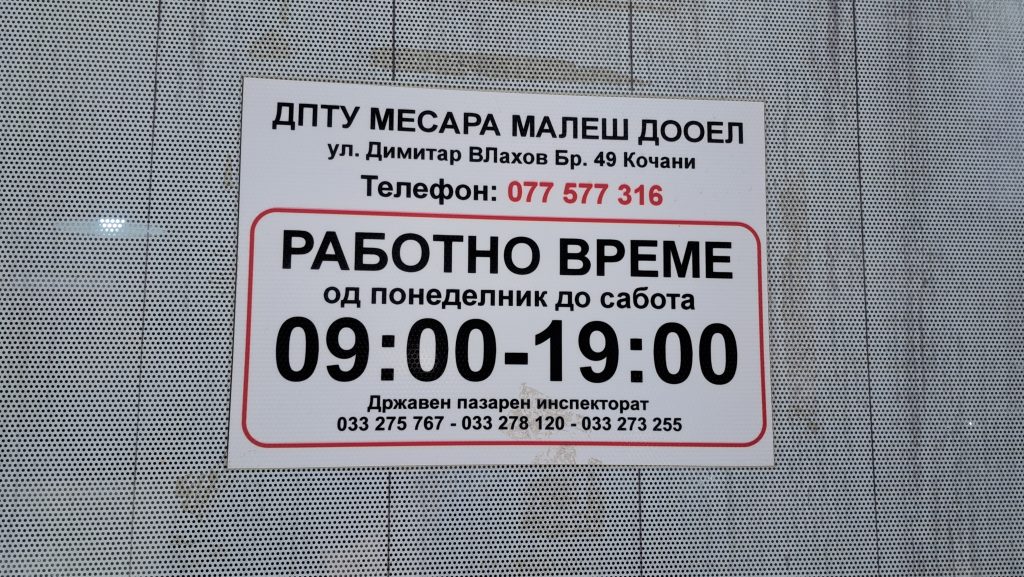 ДПТУ МЕСАРА МАЛЕШ ДООЕЛ
ул. Димитар ВЛахов Бр. 49 Кочани
Телефон: 077 577 316
РАБОТНО ВРЕМЕ
од понеделник до сабота
09:00-19:00
Државен пазарен инспекторат
033 275 767 - 033 278 120 - 033 273 255